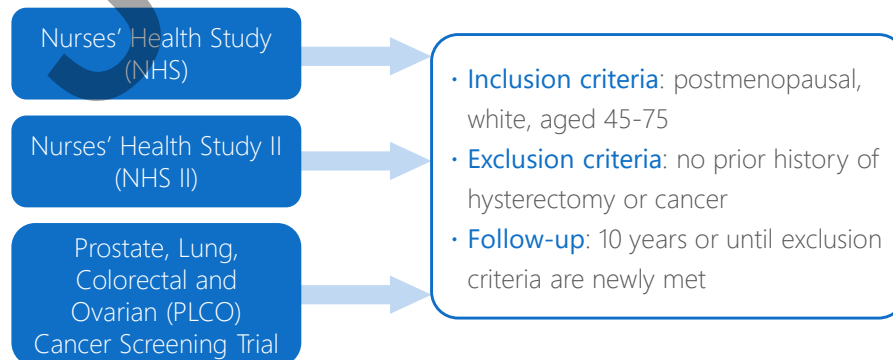 Nurses' Health Study
(NHS)
Nurses' Health Study II
(NHS II)
Prostate, Lung,
Colorectal and
Ovarian (PLCO)
Cancer Screening Trial
· Inclusion criteria: postmenopausal,
white, aged 45-75
· Exclusion criteria: no prior history of
hysterectomy or cancer
· Follow-up: 10 years or until exclusion
criteria are newly met